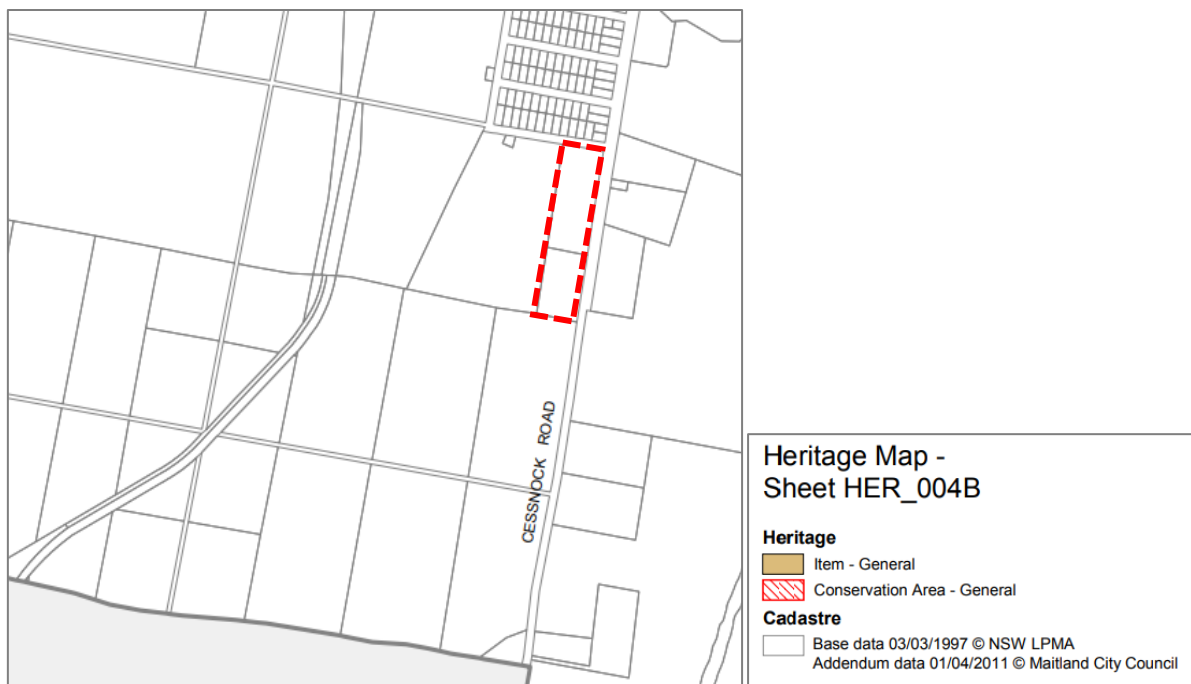 CESSNOCK ROAD
Heritage Map -
Sheet HER_004B
Heritage
Item - General
Conservation Area - General
Cadastre
Base data 03/03/1997 © NSW LPMA
Addendum data 01/04/2011 © Maitland City Council